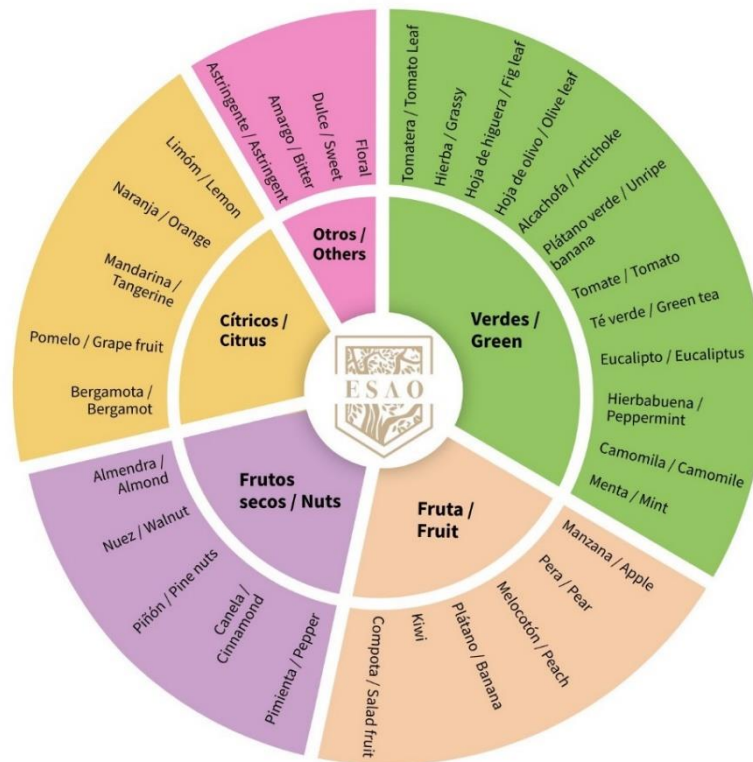 Otros /
Others
Astringente / Astringent
Amargo / Bitter
Dulce / Sweet
Floral
Verdes /
Green
Tomatera / Tomato Leaf
Hierba / Grassy
Hoja de higuera / Fig leaf
Hoja de olivo / Olive leaf
Alcachofa / Artichoke
Plátano verde / Unripe
banana
Tomate / Tomato
Té verde / Green tea
Eucalipto / Eucaliptus
Hierbabuena /
Peppermint
Camomila / Camomile
Menta / Mint
Fruta /
Fruit
Manzana / Apple
Pera / Pear
Melocotón / Peach
Plátano / Banana
Kiwi
Compota / Salad fruit
Frutos
secos / Nuts
Pimienta / Pepper
Canela /
Cinnamond
Piñón / Pine nuts
Nuez / Walnut
Almendra /
Almond
Cítricos /
Citrus
Bergamota /
Bergamot
Pomelo / Grape fruit
Mandarina /
Tangerine
Naranja / Orange
Limóm / Lemon
ESAO